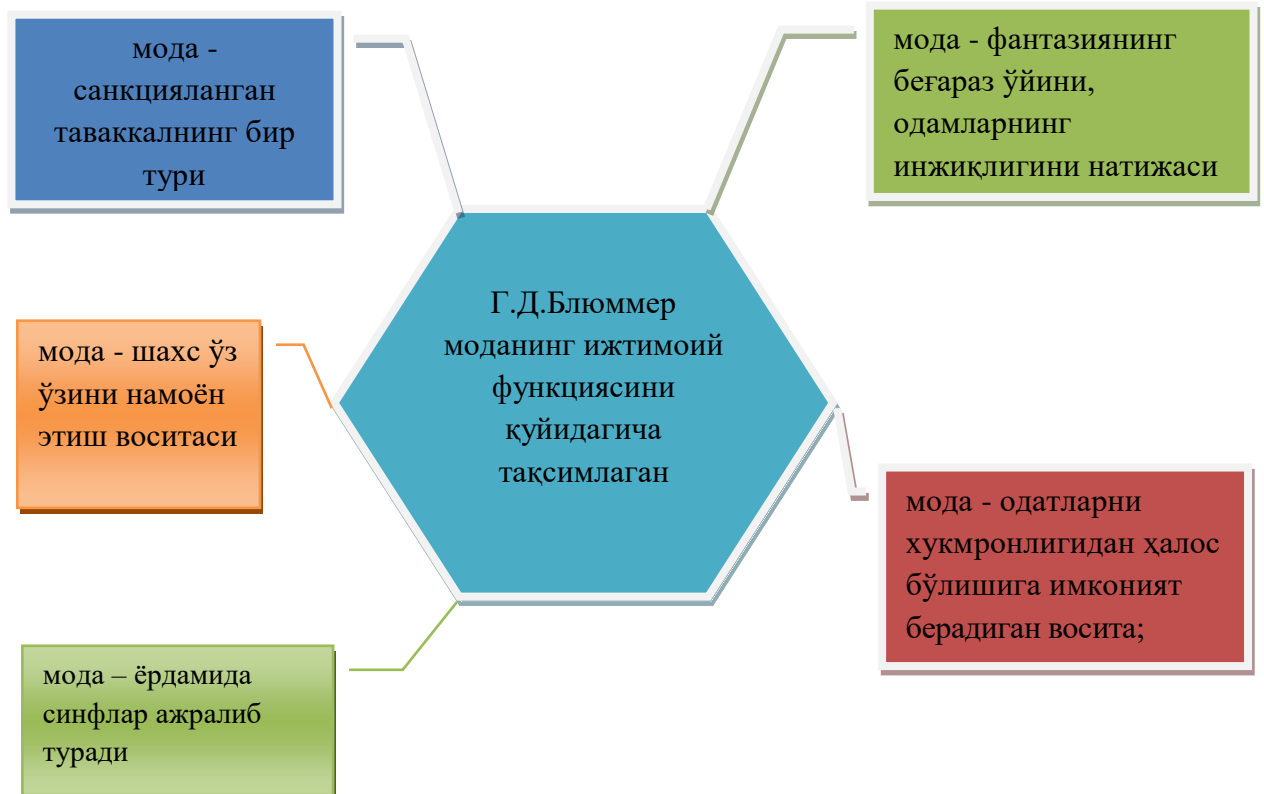 мода -
санкцияланган
таваккалнинг бир
тури
мода - фантазиянинг
беғараз ўйини,
одамларнинг
инжиқлигини натижаси
Г.Д.Блюммер
моданинг ижтимоий
функциясини
қуйидагича
тақсимлаган
мода - шахс ўз
ўзини намоён
этиш воситаси
мода - одатларни
хукмронлигидан ҳалос
бўлишига имконият
берадиган восита;
мода – ёрдамида
синфлар ажралиб
туради